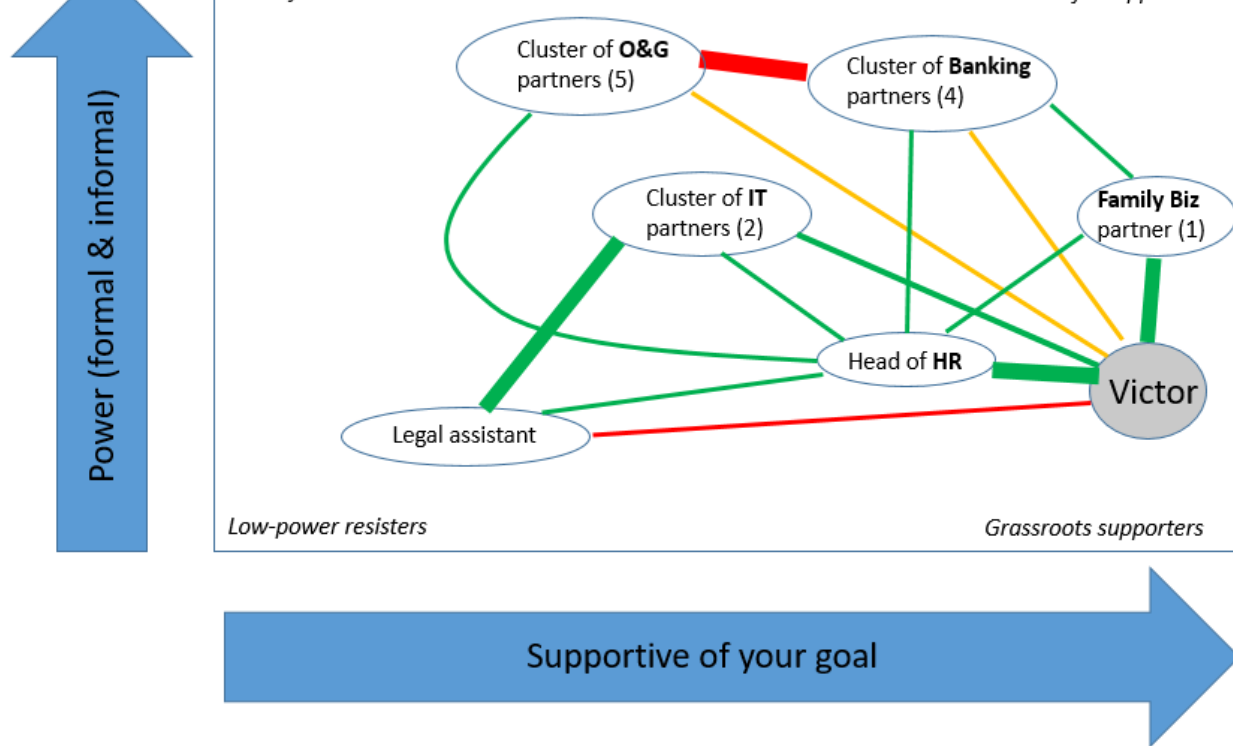 Cluster of O&G
partners (5)
Cluster of Banking
partners (4)
Cluster of IT
partners (2)
Family Biz
partner (1)
Head of HR
Victor
Legal assistant
Power (formal & informal)
Low-power resisters
Grassroots supporters
Supportive of your goal